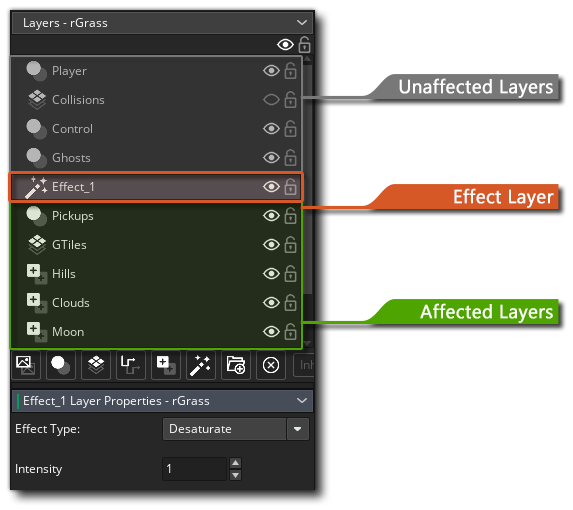 Layers - rGrass
Player
Collisions
Control
Ghosts
Effect_1
Pickups
GTiles
Hills
Clouds
Moon
Unaffected Layers
Effect Layer
Affected Layers
Inh
Effect_1 Layer Properties - rGrass
Effect Type: Desaturate
Intensity 1